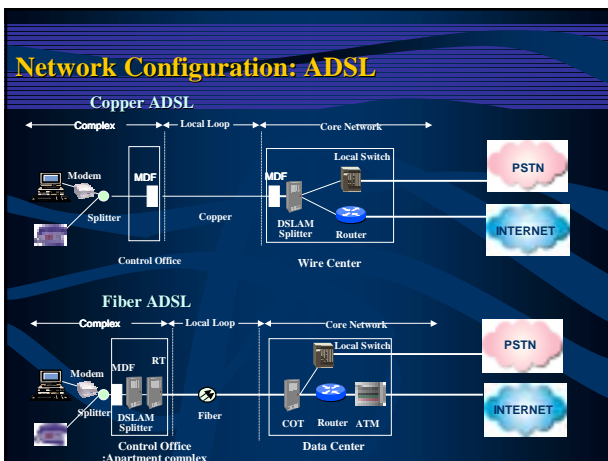 Network Configuration: ADSL
Copper ADSL
Complex
Local Loop
Core Network
Local Switch
PSTN
Modem
MDF
MDF
Splitter
Copper
DSLAM
Splitter
Router
INTERNET
Control Office
Wire Center
Fiber ADSL
Complex
Local Loop
Core Network
Local Switch
PSTN
RT
MDF
Modem
Splitter
DSLAM
Splitter
Fiber
COT
Router
ATM
INTERNET
Control Office
:Apartment complex
Data Center